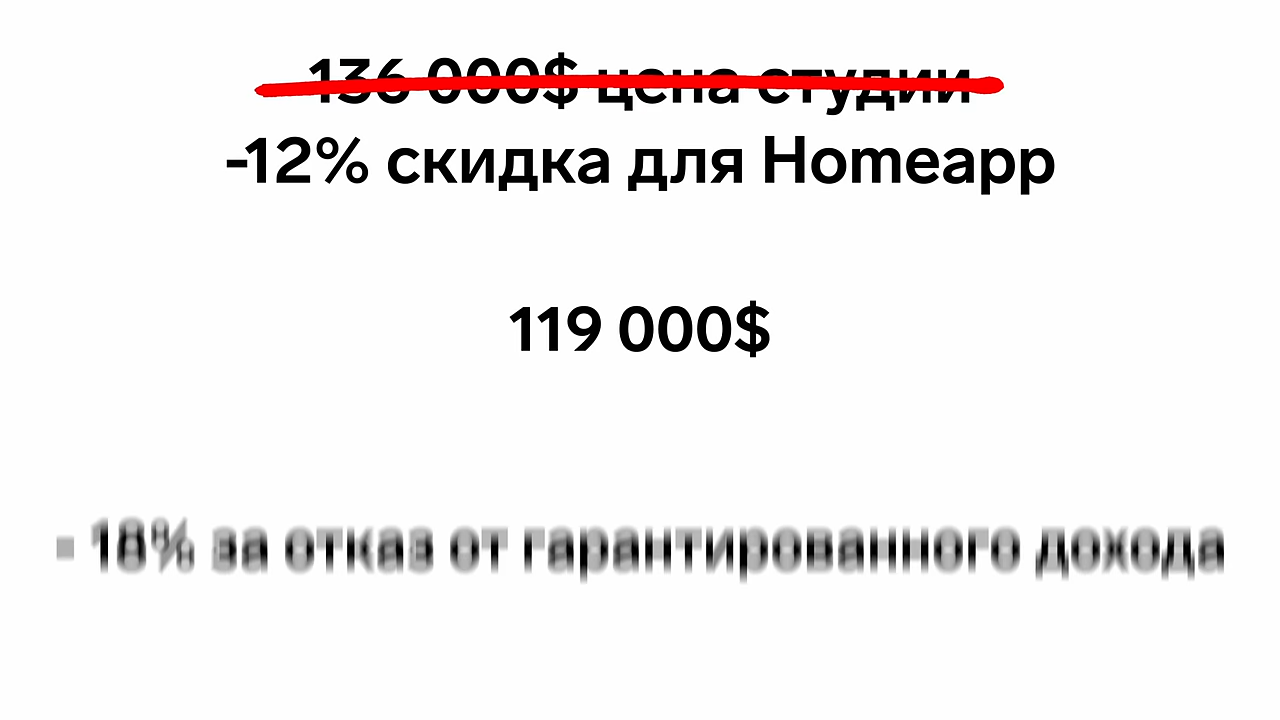 136 000$ цена студии
-12% скидка для Homeapp
119 000$
- 18% за отказ от гарантированного дохода